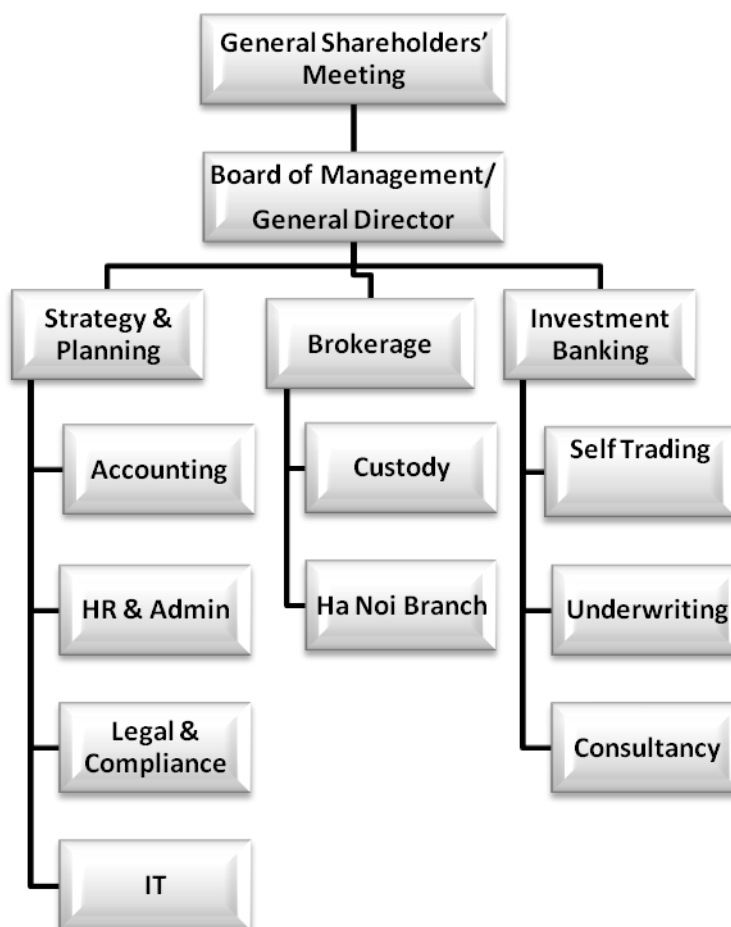 General Shareholders'
Meeting
Board of Management/
General Director
Strategy &
Planning
Brokerage
Investment
Banking
Accounting
Custody
Self Trading
HR & Admin
Ha Noi Branch
Underwriting
Legal &
Compliance
Consultancy
IT